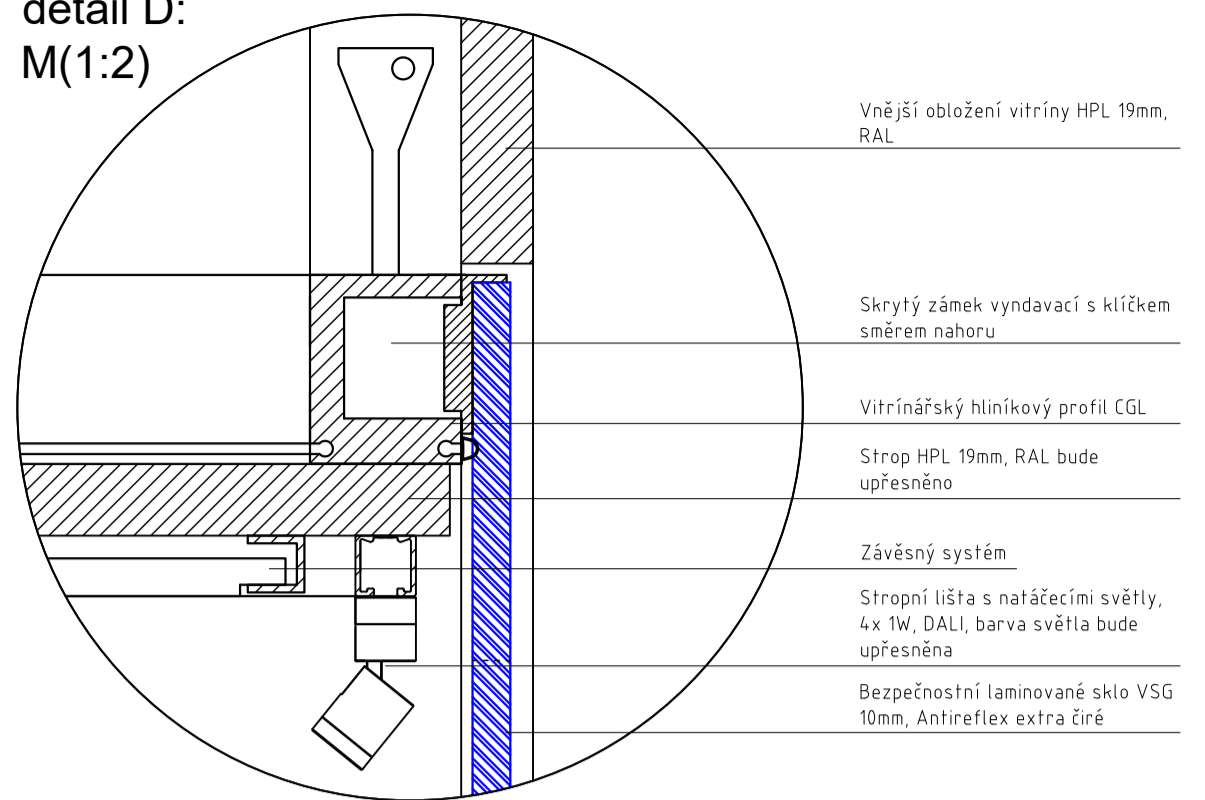 detail D:
M(1:2)
Vnější obložení vitríny HPL 19mm,
RAL
Skrytý zámek vyndavací s klíčkem
směrem nahoru
Vitrínářský hliníkový profil CGL
Strop HPL 19mm, RAL bude
upřesněno
Závěsný systém
Stropní lišta s natáčecími světly,
4x 1W, DALI, barva světla bude
upřesněna
Bezpečnostní laminované sklo VSG
10mm, Antireflex extra čiré